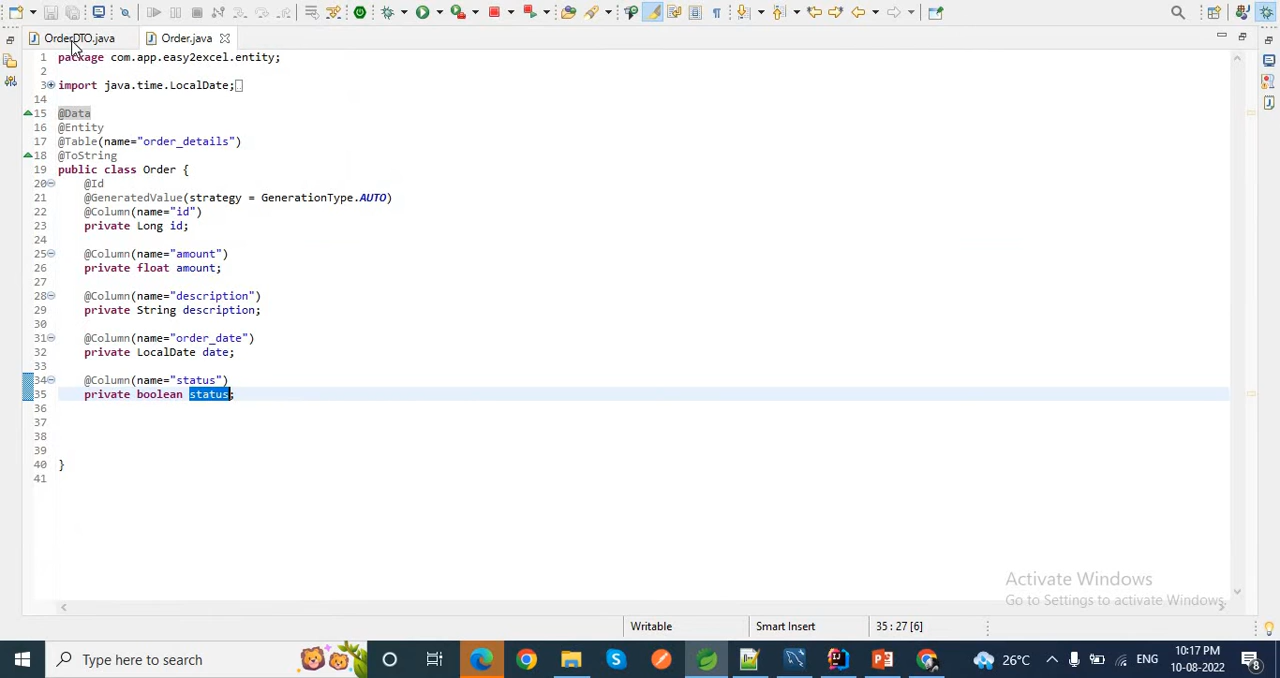 OrderDTO.java
Order.java
1 package com.app.easy2excel.entity;
2
3 import java.time.LocalDate;
14
15 @Data
16 @Entity
17 @Table(name="order_details")
18 @ToString
19 public class Order {
20 @Id
21 @GeneratedValue(strategy = GenerationType.AUTO)
22 @Column(name="id")
23 private Long id;
24
25 @Column(name="amount")
26 private float amount;
27
28 @Column(name="description")
29 private String description;
30
31 @Column(name="order_date")
32 private LocalDate date;
33
34 @Column(name="status")
35 private boolean status;
36
37
38
39
40 }
41
Activate Windows
Go to Settings to activate Windows.
Writable
Smart Insert
35 : 27 [6]
Type here to search
26°C
ENG
10:17 PM
10-08-2022
8